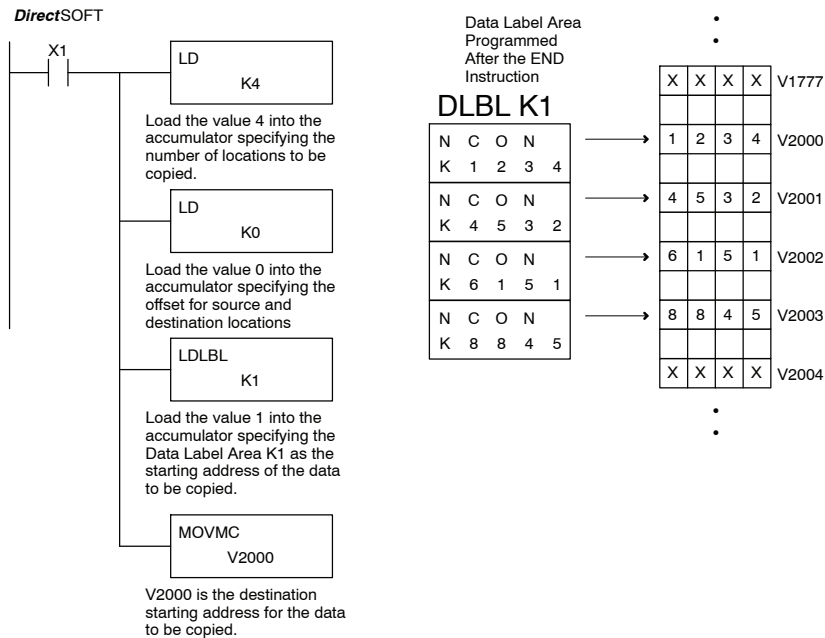 DirectSOFT
X1
LD
K4
Load the value 4 into the
accumulator specifying the
number of locations to be
copied.
LD
K0
Load the value 0 into the
accumulator specifying the
offset for source and
destination locations
LDLBL
K1
Load the value 1 into the
accumulator specifying the
Data Label Area K1 as the
starting address of the data
to be copied.
MOVMC
V2000
V2000 is the destination
starting address for the data
to be copied.
Data Label Area
Programmed
After the END
Instruction
DLBL K1
N C O N
K 1 2 3 4
N C O N
K 4 5 3 2
N C O N
K 6 1 5 1
N C O N
K 8 8 4 5
X X X X V1777
1 2 3 4 V2000
4 5 3 2 V2001
6 1 5 1 V2002
8 8 4 5 V2003
X X X X V2004